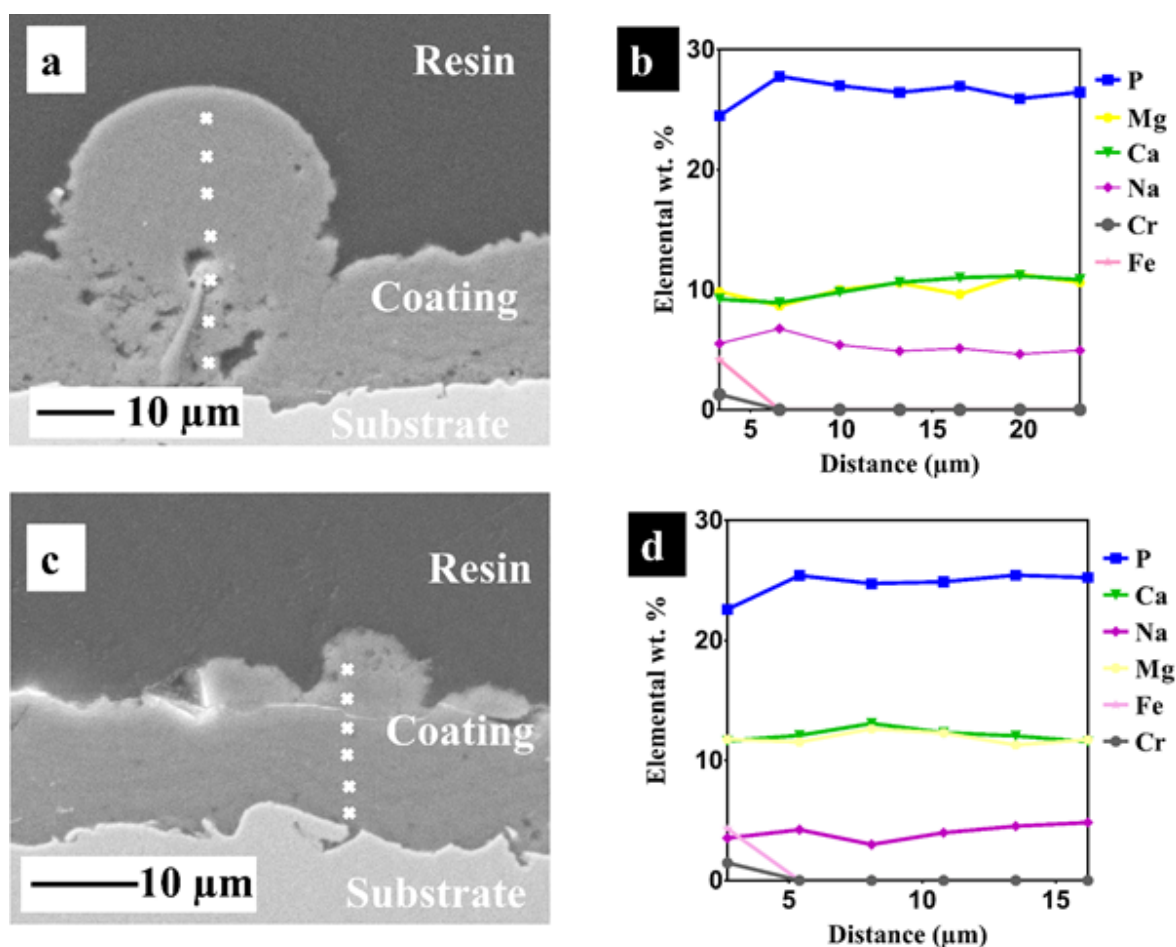 a
Resin
Coating
10 µm
Substrate
b
30
20
10
0
Elemental wt. %
5
10
15
20
Distance (µm)
P
Mg
Ca
Na
Cr
Fe
c
Resin
Coating
10 µm
Substrate
d
30
20
10
0
Elemental wt. %
5
10
15
Distance (µm)
P
Ca
Na
Mg
Fe
Cr